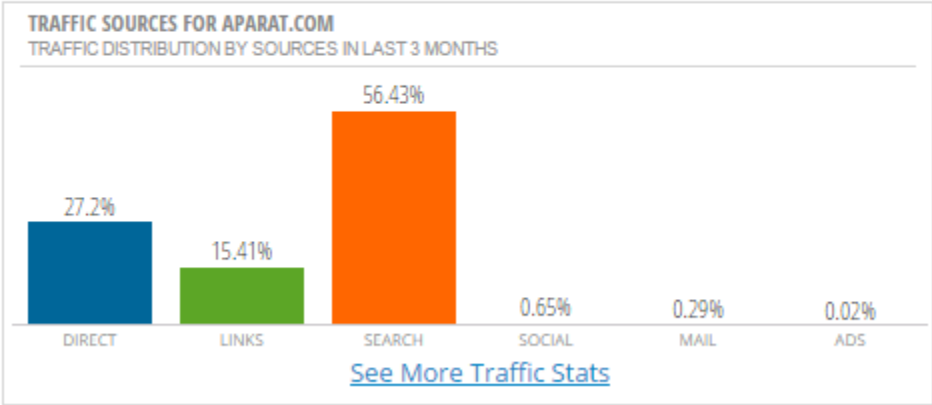 TRAFFIC SOURCES FOR APARAT.COM
TRAFFIC DISTRIBUTION BY SOURCES IN LAST 3 MONTHS
56.43%
27.2%
15.41%
0.65%
0.29%
0.02%
DIRECT LINKS SEARCH SOCIAL MAIL ADS
See More Traffic Stats